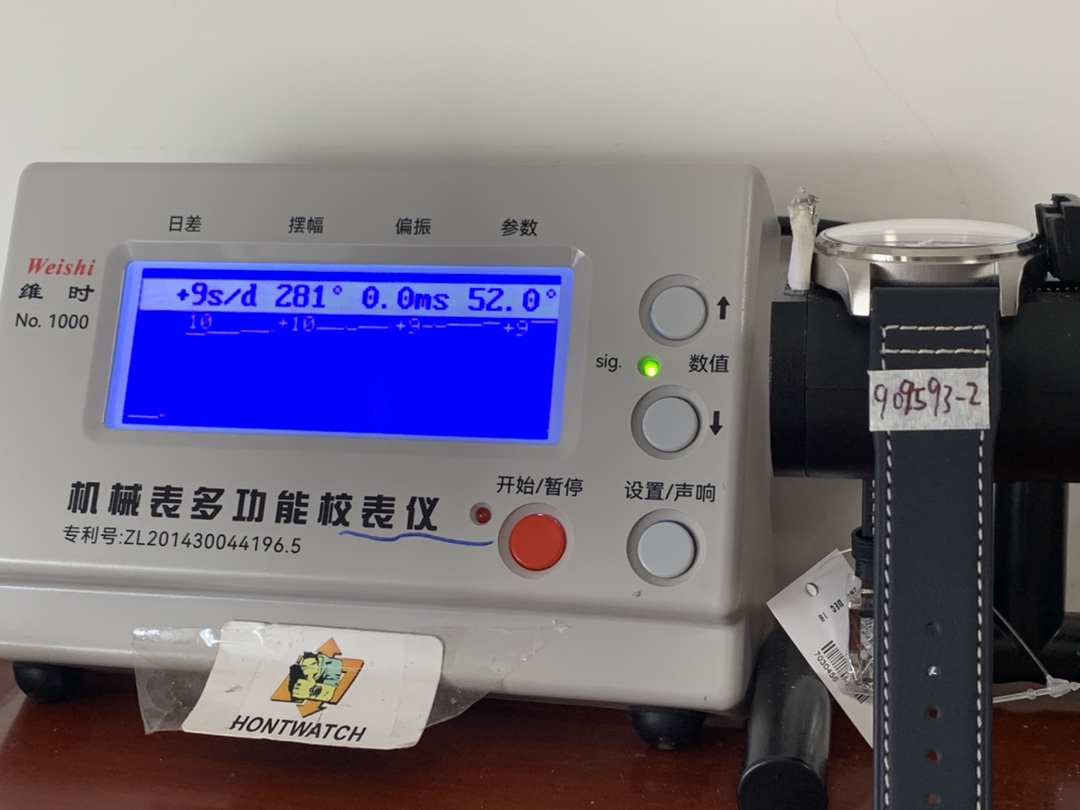 日差 摆幅 偏振 参数
Weishi
维 时
No. 1000
+9s/d 281° 0.0ms 52.0°
10 +10 +9 +9
sig. 数值
开始/暂停 设置/声响
机械表多功能校表仪
专利号:ZL201430044196.5
HONTWATCH
909593-2
7030456